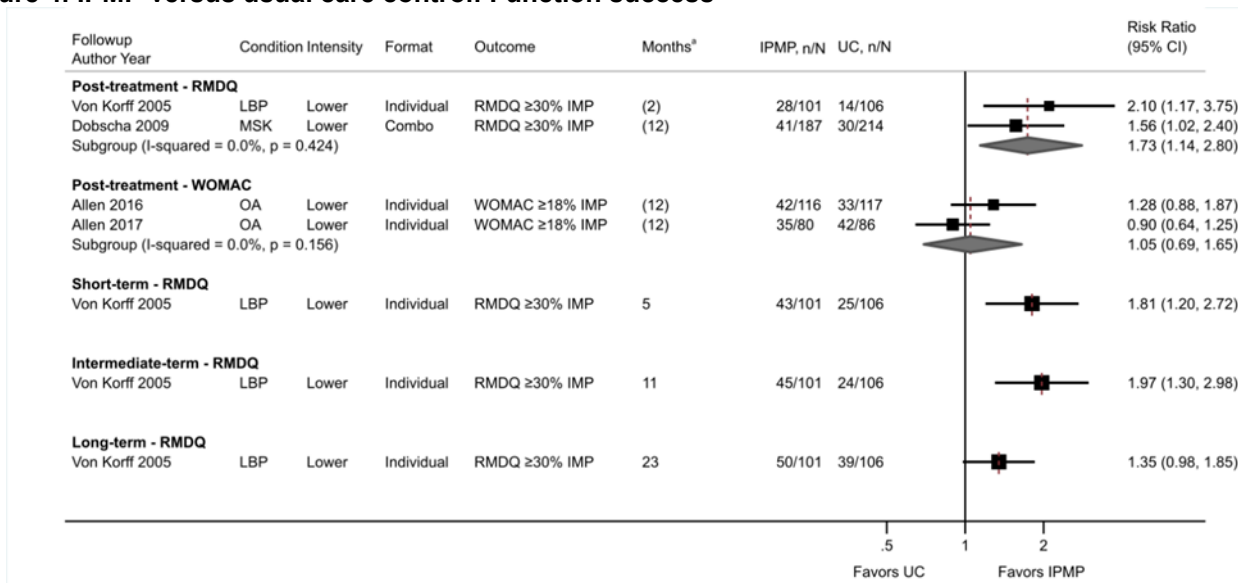 Followup
Author Year Condition Intensity Format Outcome Monthsᵃ IPMP, n/N UC, n/N Risk Ratio (95% CI)
Post-treatment - RMDQ
Von Korff 2005 LBP Lower Individual RMDQ ≥30% IMP (2) 28/101 14/106 2.10 (1.17, 3.75)
Dobscha 2009 MSK Lower Combo RMDQ ≥30% IMP (12) 41/187 30/214 1.56 (1.02, 2.40)
Subgroup (I-squared = 0.0%, p = 0.424) 1.73 (1.14, 2.80)
Post-treatment - WOMAC
Allen 2016 OA Lower Individual WOMAC ≥18% IMP (12) 42/116 33/117 1.28 (0.88, 1.87)
Allen 2017 OA Lower Individual WOMAC ≥18% IMP (12) 35/80 42/86 0.90 (0.64, 1.25)
Subgroup (I-squared = 0.0%, p = 0.156) 1.05 (0.69, 1.65)
Short-term - RMDQ
Von Korff 2005 LBP Lower Individual RMDQ ≥30% IMP 5 43/101 25/106 1.81 (1.20, 2.72)
Intermediate-term - RMDQ
Von Korff 2005 LBP Lower Individual RMDQ ≥30% IMP 11 45/101 24/106 1.97 (1.30, 2.98)
Long-term - RMDQ
Von Korff 2005 LBP Lower Individual RMDQ ≥30% IMP 23 50/101 39/106 1.35 (0.98, 1.85)
.5 1 2
Favors UC Favors IPMP